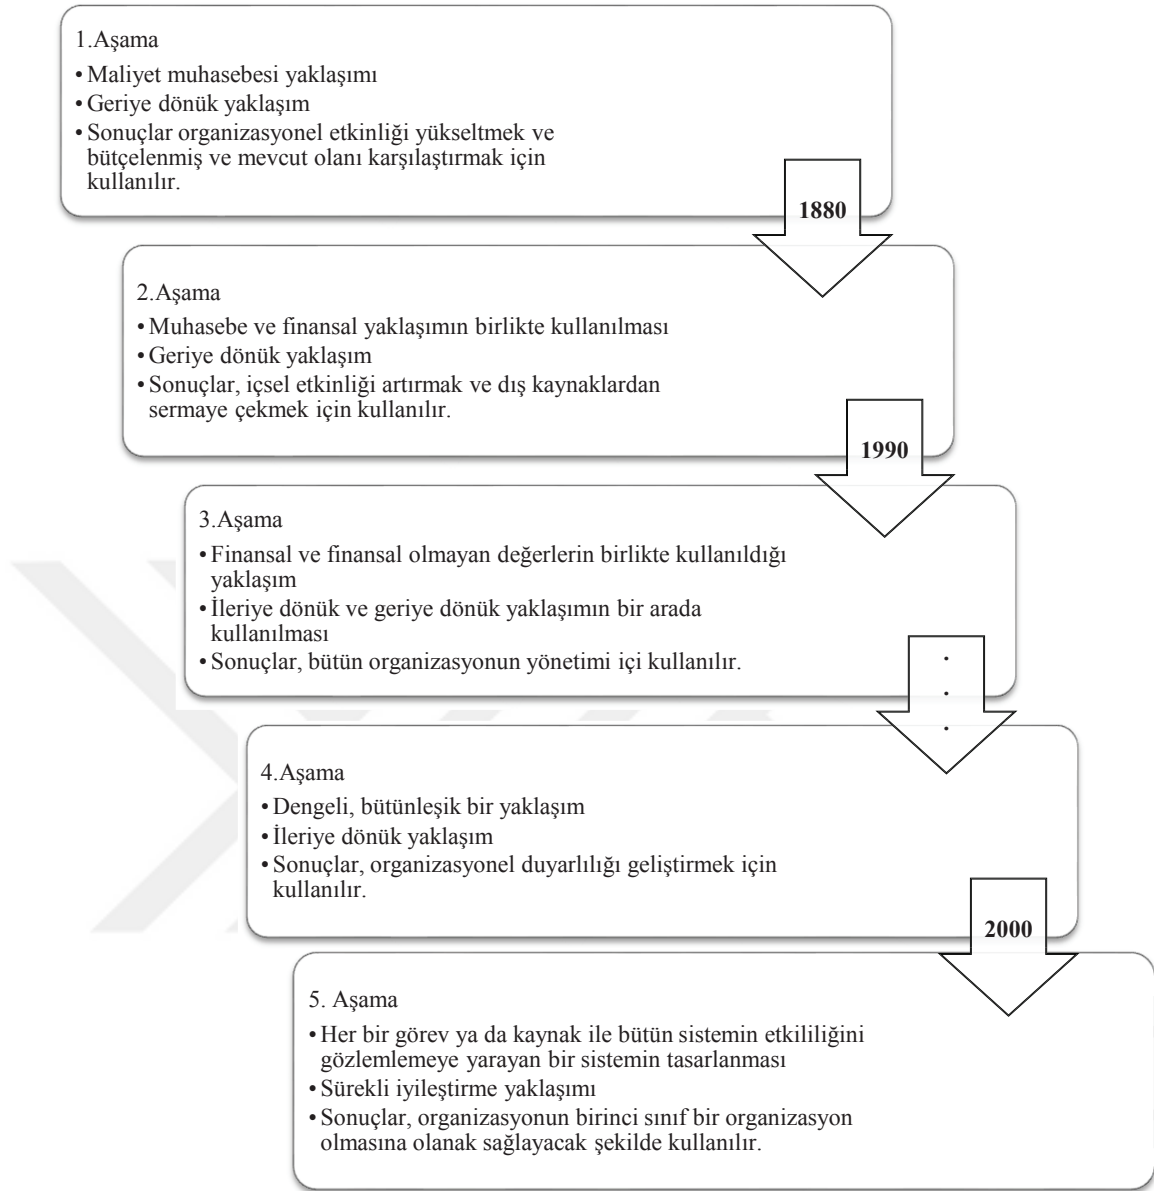 1.Aşama
• Maliyet muhasebesi yaklaşımı
• Geriye dönük yaklaşım
• Sonuçlar organizasyonel etkinliği yükseltmek ve
bütçelenmiş ve mevcut olanı karşılaştırmak için
kullanılır.
1880
2.Aşama
• Muhasebe ve finansal yaklaşımın birlikte kullanılması
• Geriye dönük yaklaşım
• Sonuçlar, içsel etkinliği artırmak ve dış kaynaklardan
sermaye çekmek için kullanılır.
1990
3.Aşama
• Finansal ve finansal olmayan değerlerin birlikte kullanıldığı
yaklaşım
• İleriye dönük ve geriye dönük yaklaşımın bir arada
kullanılması
• Sonuçlar, bütün organizasyonun yönetimi içi kullanılır.
.
.
.
4.Aşama
• Dengeli, bütünleşik bir yaklaşım
• İleriye dönük yaklaşım
• Sonuçlar, organizasyonel duyarlılığı geliştirmek için
kullanılır.
2000
5. Aşama
• Her bir görev ya da kaynak ile bütün sistemin etkililiğini
gözlemlemeye yarayan bir sistemin tasarlanması
• Sürekli iyileştirme yaklaşımı
• Sonuçlar, organizasyonun birinci sınıf bir organizasyon
olmasına olanak sağlayacak şekilde kullanılır.